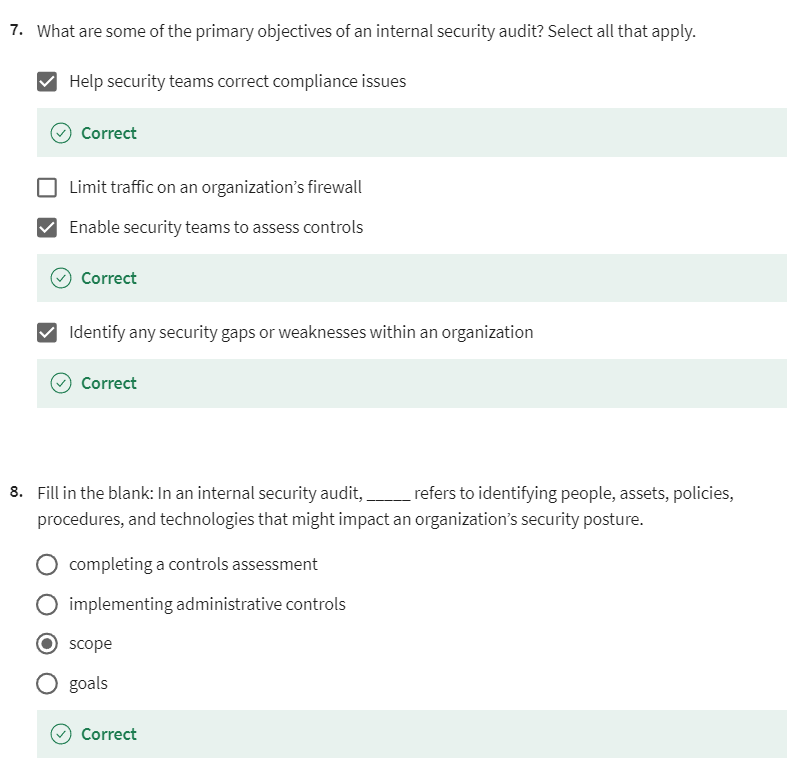 7. What are some of the primary objectives of an internal security audit? Select all that apply.
Help security teams correct compliance issues
Correct
Limit traffic on an organization’s firewall
Enable security teams to assess controls
Correct
Identify any security gaps or weaknesses within an organization
Correct
8. Fill in the blank: In an internal security audit, _____ refers to identifying people, assets, policies,
procedures, and technologies that might impact an organization’s security posture.
completing a controls assessment
implementing administrative controls
scope
goals
Correct